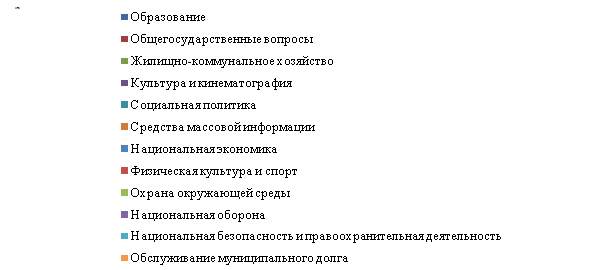 Образование
Общегосударственные вопросы
Жилищно-коммунальное хозяйство
Культура и кинематография
Социальная политика
Средства массовой информации
Национальная экономика
Физическая культура и спорт
Охрана окружающей среды
Национальная оборона
Национальная безопасность и правоохранительная деятельность
Обслуживание муниципального долга